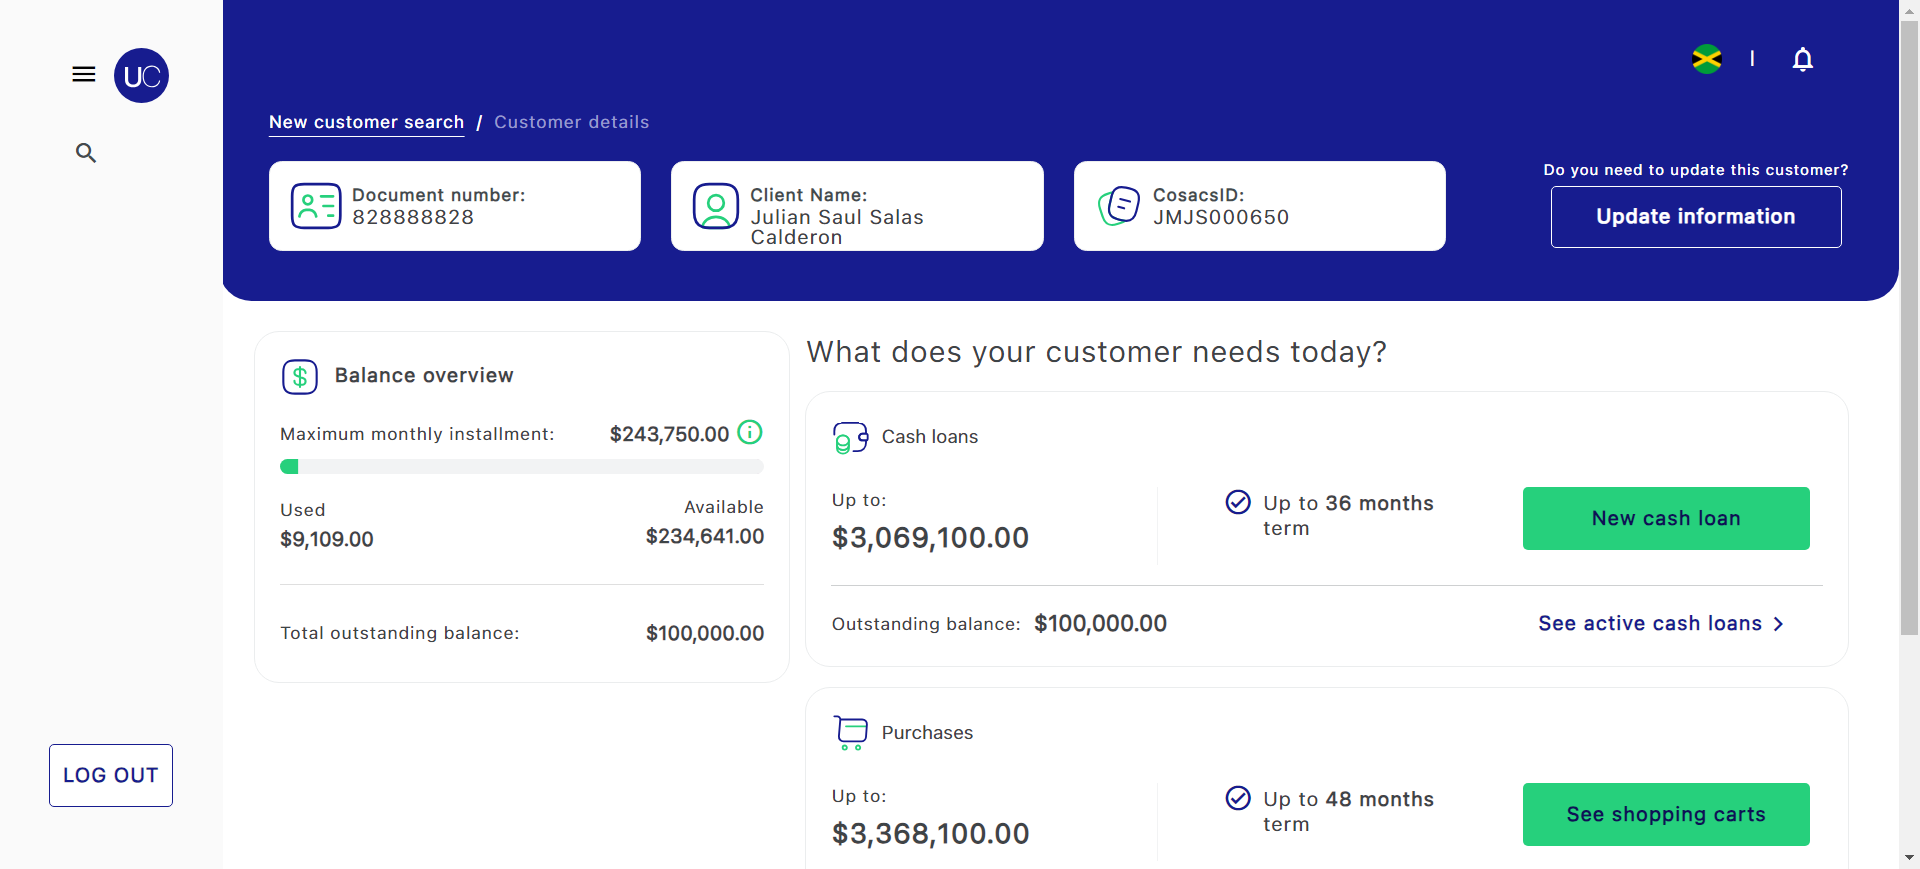 UC
New customer search / Customer details
Document number:
828888828
Client Name:
Julian Saul Salas
Calderon
CosacsID:
JMJS000650
Do you need to update this customer?
Update information
Balance overview
Maximum monthly installment: $243,750.00
Used
$9,109.00
Available
$234,641.00
Total outstanding balance: $100,000.00
What does your customer needs today?
Cash loans
Up to:
$3,069,100.00
Up to 36 months
term
New cash loan
Outstanding balance: $100,000.00
See active cash loans
Purchases
Up to:
$3,368,100.00
Up to 48 months
term
See shopping carts
LOG OUT